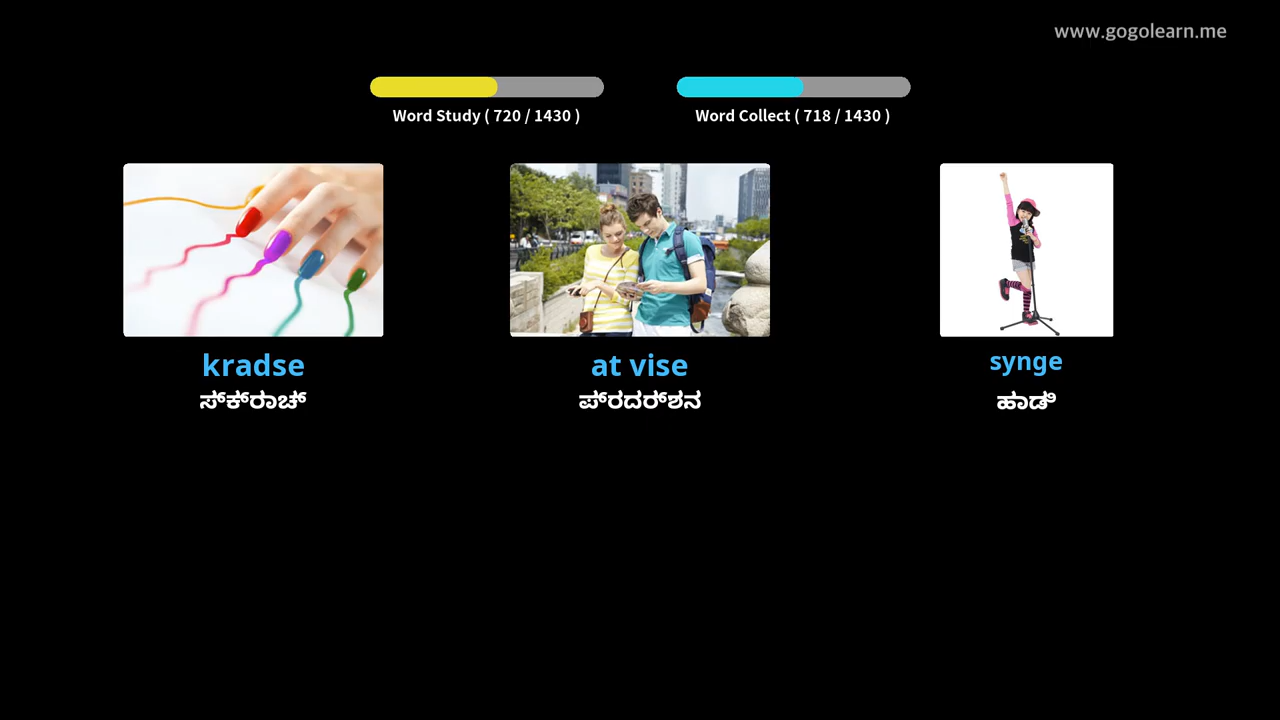 www.gogolearn.me
Word Study ( 720 / 1430 )
Word Collect ( 718 / 1430 )
kradse
at vise
synge
ಸ್ಕ್ರಾಚ್
ಪ್ರದರ್ಶನ
ಹಾಡಿ